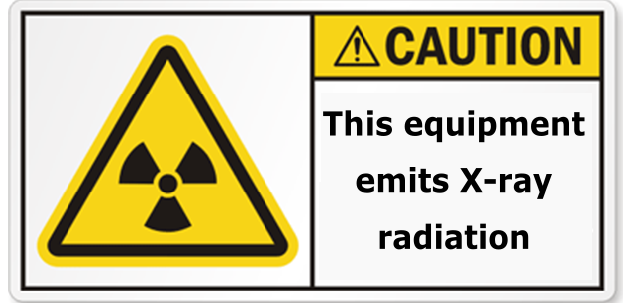 CAUTION
This equipment
emits X-ray
radiation